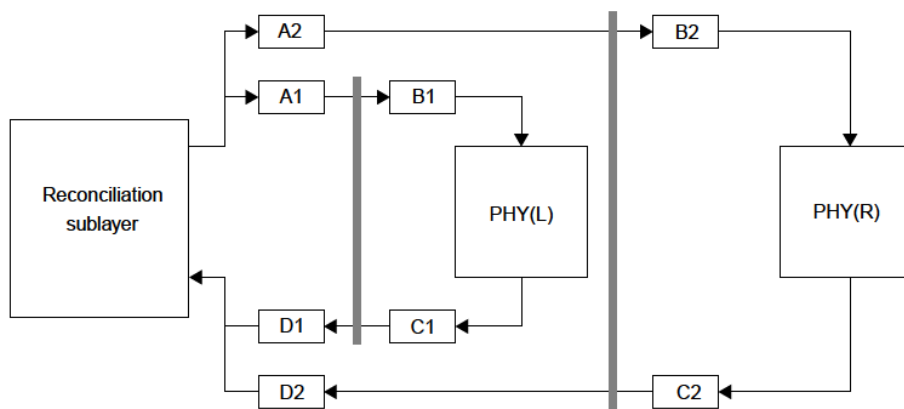 A2
B2
A1
B1
Reconciliation
sublayer
PHY(L)
PHY(R)
D1
C1
D2
C2